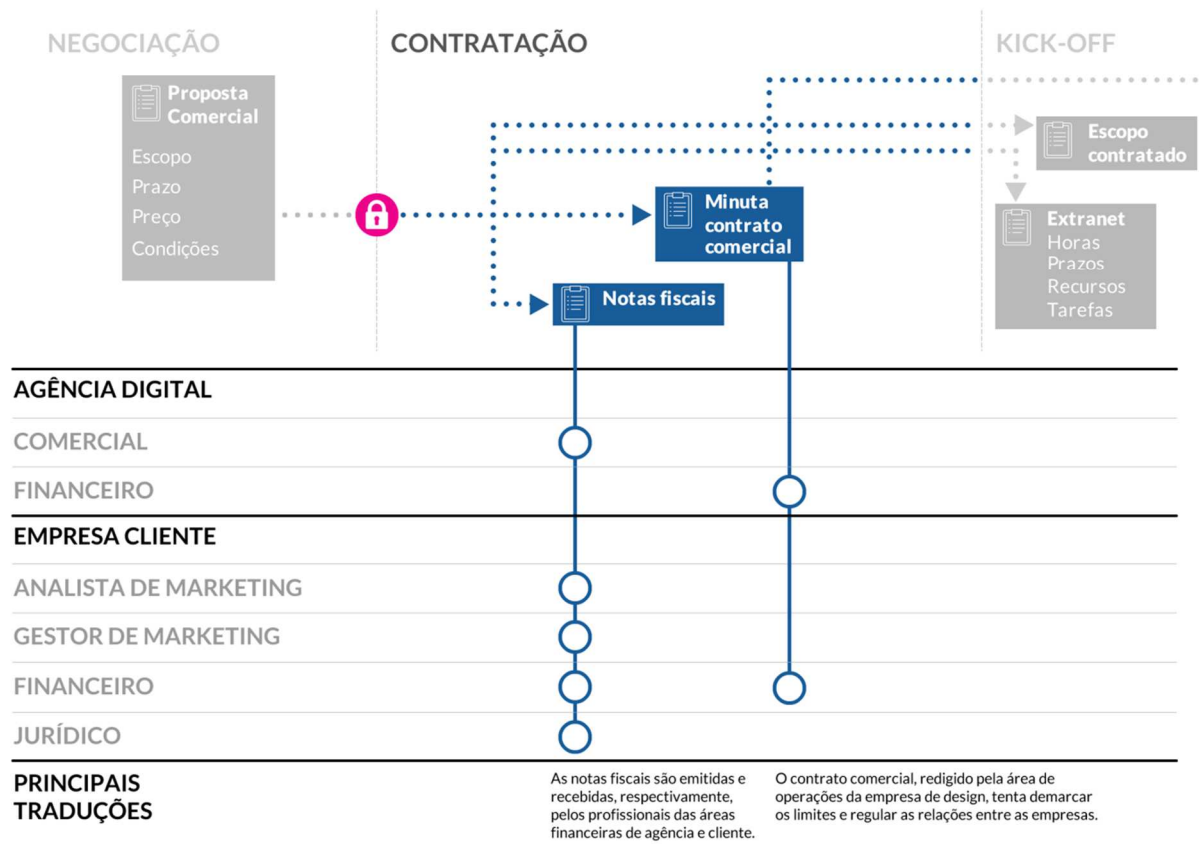 NEGOCIAÇÃO
CONTRATAÇÃO
KICK-OFF
Proposta
Comercial
Escopo
Prazo
Preço
Condições
Minuta
contrato
comercial
Notas fiscais
Escopo
contratado
Extranet
Horas
Prazos
Recursos
Tarefas
AGÊNCIA DIGITAL
COMERCIAL
FINANCEIRO
EMPRESA CLIENTE
ANALISTA DE MARKETING
GESTOR DE MARKETING
FINANCEIRO
JURÍDICO
PRINCIPAIS
TRADUÇÕES
As notas fiscais são emitidas e
recebidas, respectivamente,
pelos profissionais das áreas
financeiras de agência e cliente.
O contrato comercial, redigido pela área de
operações da empresa de design, tenta demarcar
os limites e regular as relações entre as empresas.